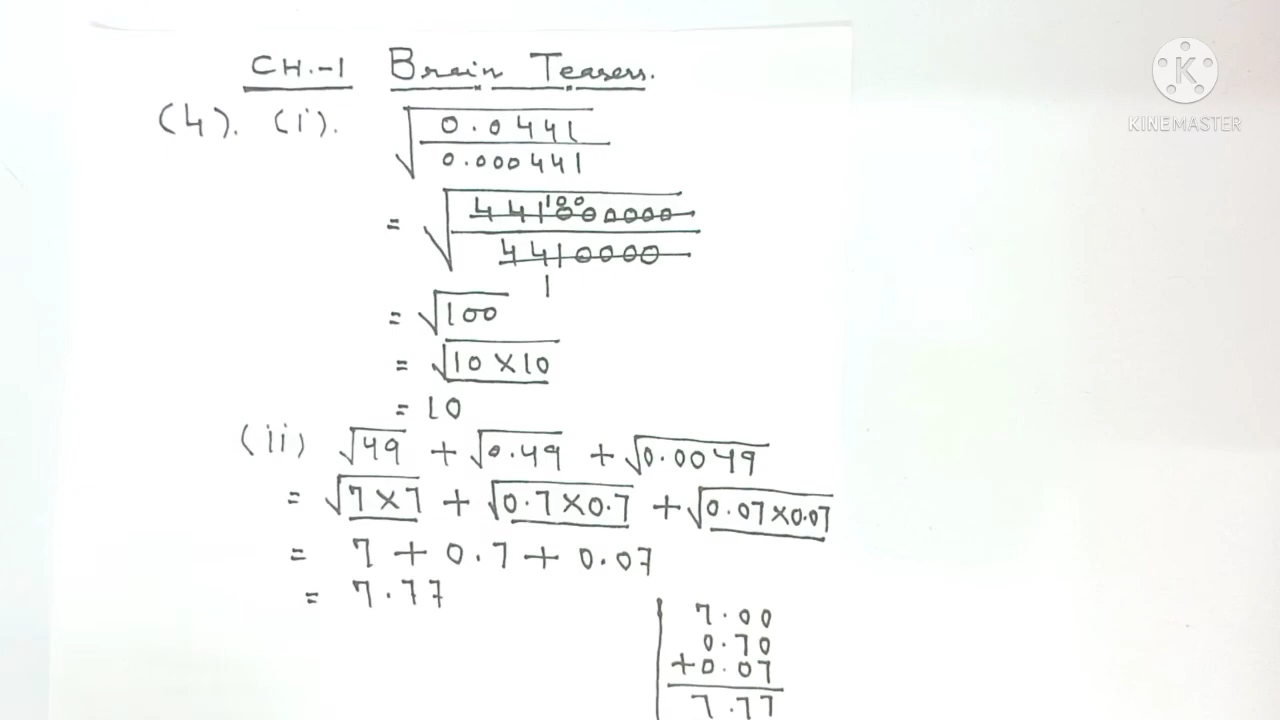 CH.-1 Brain Teasers.
(4). (i). √(0.0441 / 0.000441)
= √(441000000 / 4410000)
100
1
= √100
= √10×10
= 10
(ii) √49 + √0.49 + √0.0049
= √7×7 + √0.7×0.7 + √0.07×0.07
= 7 + 0.7 + 0.07
= 7.77
7.00
0.70
+0.07
7.77
KINEMASTER